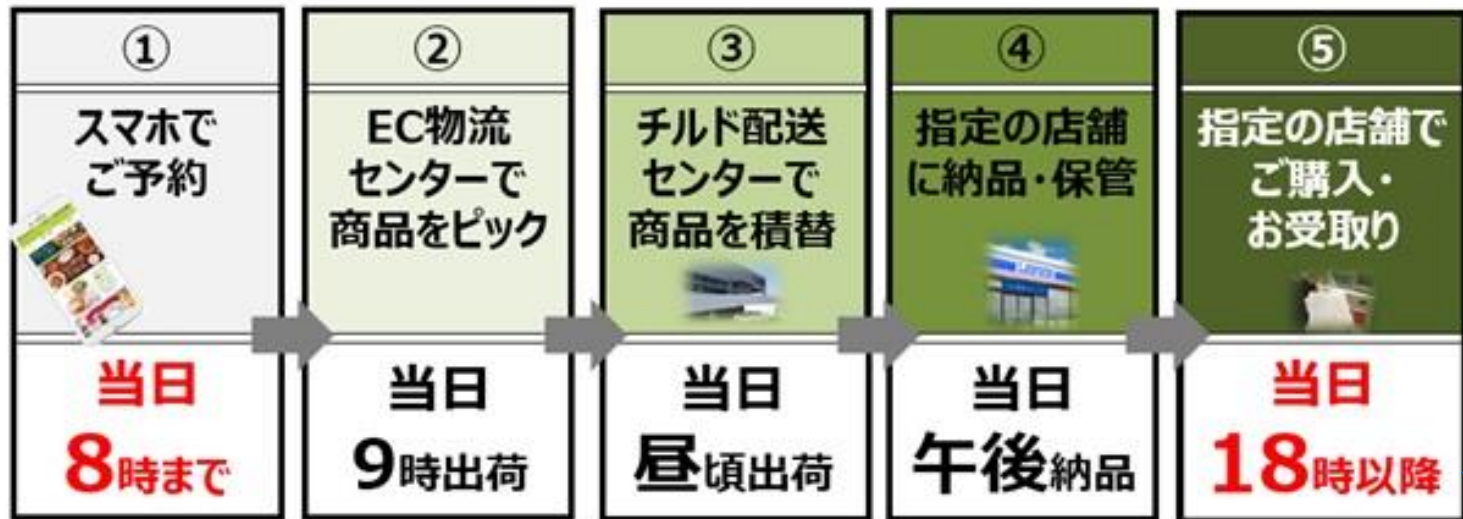 ①
スマホで
ご予約
当日
8時まで
②
EC物流
センターで
商品をピック
当日
9時出荷
③
チルド配送
センターで
商品を積替
当日
昼頃出荷
④
指定の店舗
に納品・保管
当日
午後納品
⑤
指定の店舗で
ご購入・
お受取り
当日
18時以降